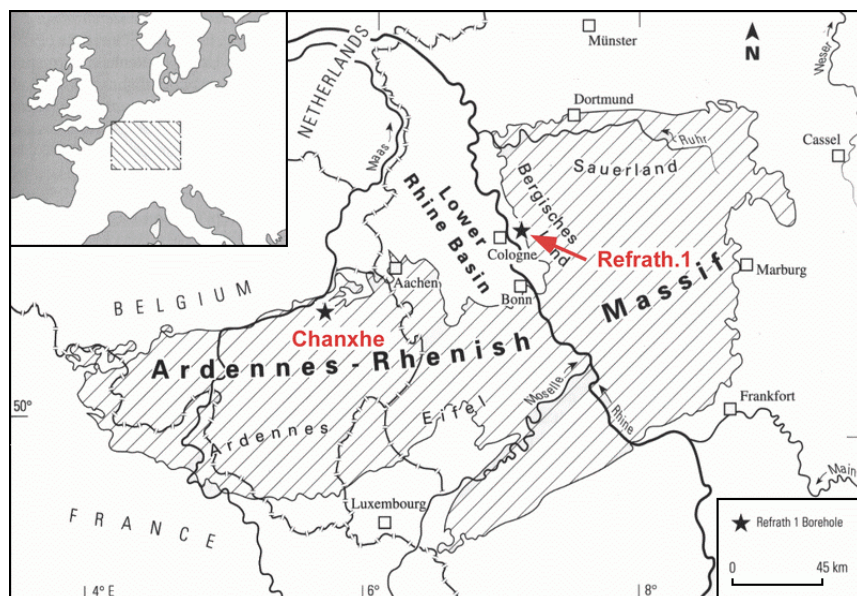 Münster
N
NETHERLANDS
Weser
Dortmund
Ruhr
Cassel
Maas
Sauerland
Lower
Rhine Basin
Bergisches
Land
Cologne
Refrath.1
Marburg
Aachen
Bonn
BELGIUM
Massif
Chanxhe
Ardennes - Rhenish
Moselle
Eifel
Rhine
Frankfort
50°
Ardennes
Main
Luxembourg
FRANCE
Refrath 1 Borehole
0 45 km
4° E
6°
8°